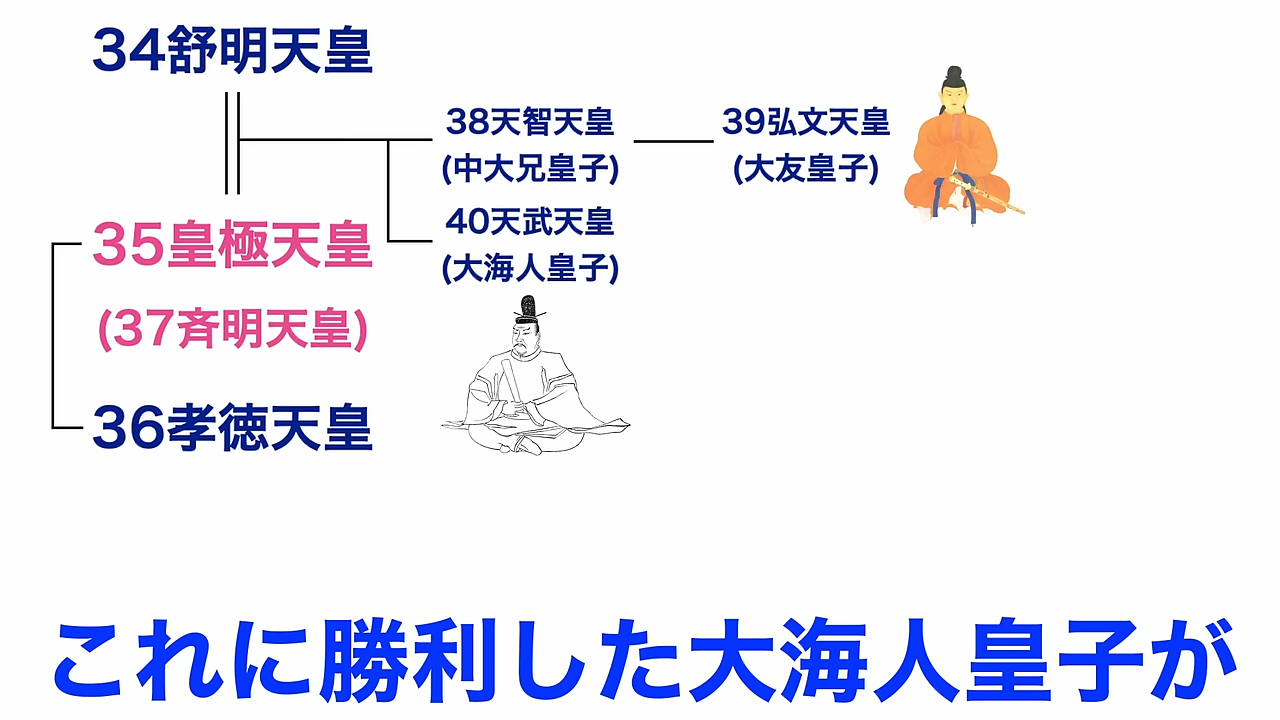 34舒明天皇
38天智天皇
(中大兄皇子)
39弘文天皇
(大友皇子)
40天武天皇
(大海人皇子)
35皇極天皇
(37斉明天皇)
36孝徳天皇
これに勝利した大海人皇子が